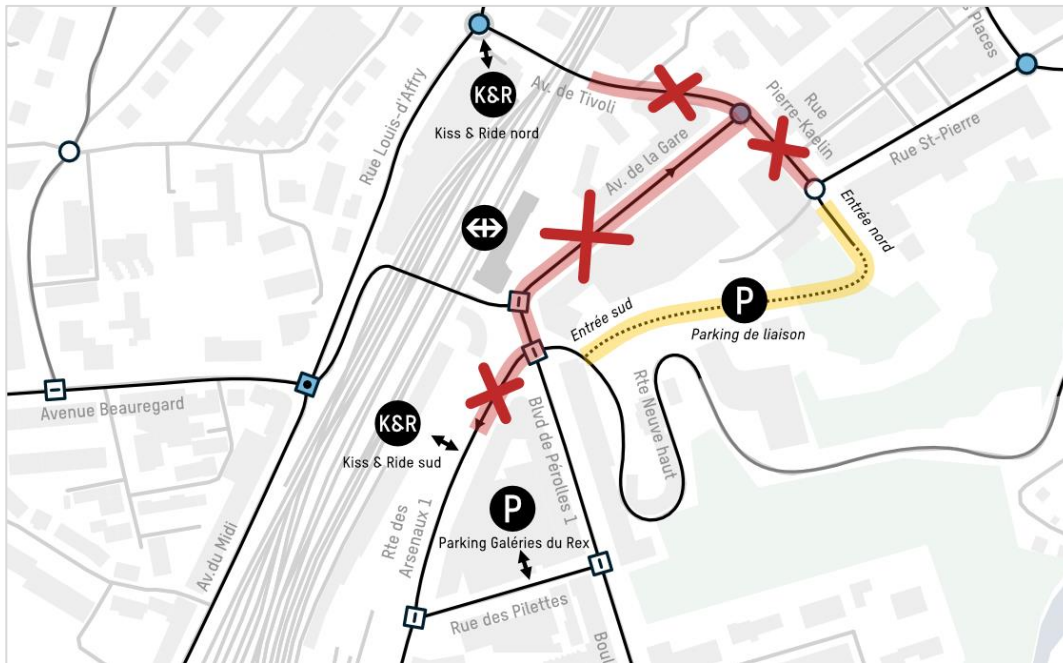 Places
Rue Louis-d'Affry
K&R
Kiss & Ride nord
Av. de Tivoli
Rue
Pierre-Kaelin
Rue St-Pierre
Av. de la Gare
Entrée nord
Entrée sud
P
Parking de liaison
Avenue Beauregard
K&R
Kiss & Ride sud
Rte Neuve haut
Blvd de Pérolles 1
Rte des
Arsenaux 1
P
Parking Galéries du Rex
Av.du Midi
Rue des Pilettes
Boul